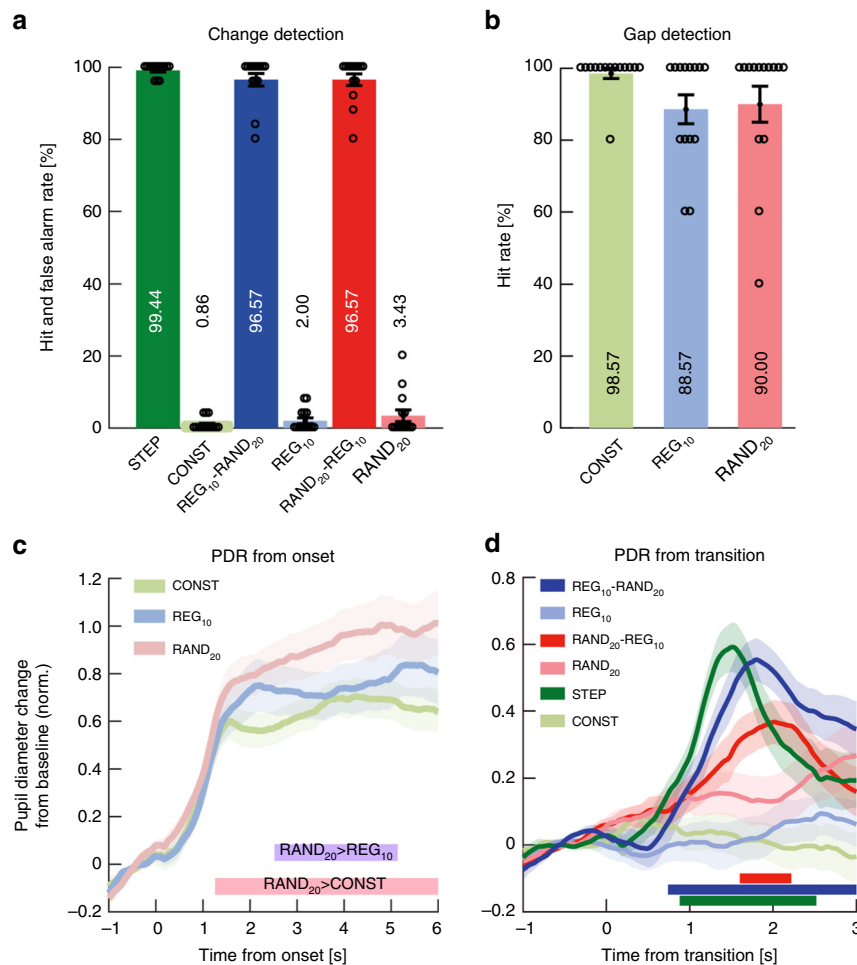 a
Change detection
Hit and false alarm rate [%]
100
80
60
40
20
0
99.44
0.86
96.57
2.00
96.57
3.43
STEP
CONST
REG₁₀-RAND₂₀
REG₁₀
RAND₂₀-REG₁₀
RAND₂₀
b
Gap detection
Hit rate [%]
100
80
60
40
20
0
98.57
88.57
90.00
CONST
REG₁₀
RAND₂₀
c
PDR from onset
Pupil diameter change
from baseline (norm.)
1.2
1.0
0.8
0.6
0.4
0.2
0
–0.2
CONST
REG₁₀
RAND₂₀
RAND₂₀>REG₁₀
RAND₂₀>CONST
–1
0
1
2
3
4
5
6
Time from onset [s]
d
PDR from transition
0.8
0.6
0.4
0.2
0
–0.2
REG₁₀-RAND₂₀
REG₁₀
RAND₂₀-REG₁₀
RAND₂₀
STEP
CONST
–1
0
1
2
3
Time from transition [s]